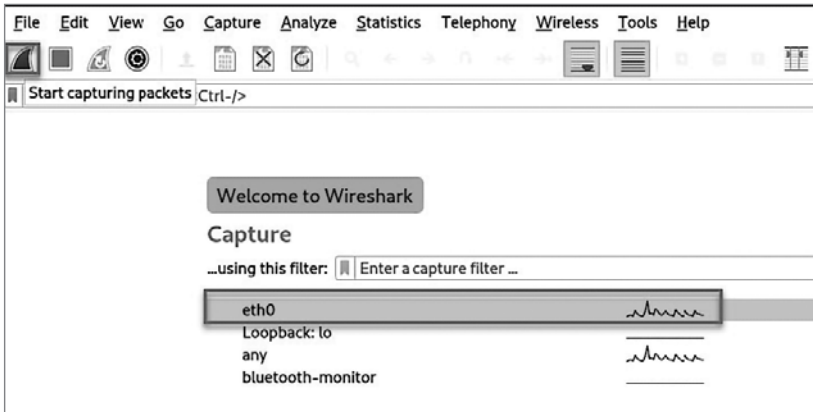 File Edit View Go Capture Analyze Statistics Telephony Wireless Tools Help
Start capturing packets Ctrl-/>
Welcome to Wireshark
Capture
...using this filter: Enter a capture filter ...
eth0
Loopback: lo
any
bluetooth-monitor